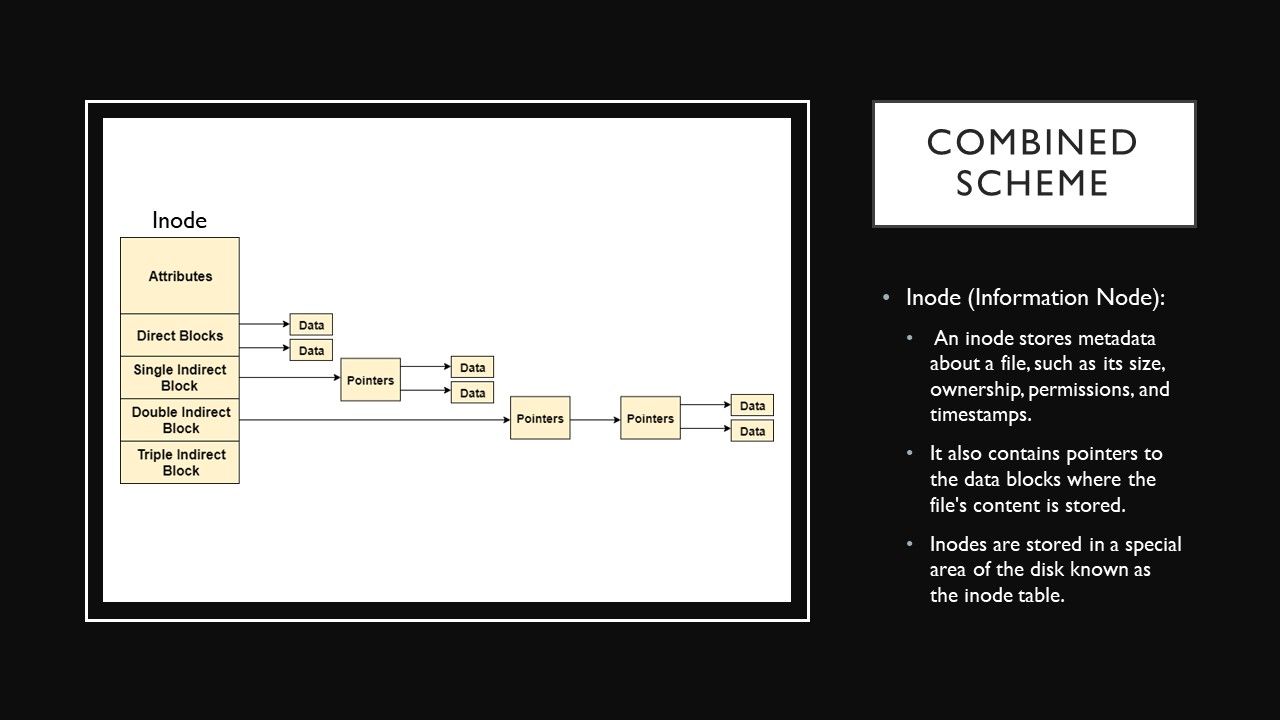 Inode
Attributes
Direct Blocks
Data
Data
Single Indirect
Block
Pointers
Data
Data
Double Indirect
Block
Pointers
Pointers
Data
Data
Triple Indirect
Block
COMBINED
SCHEME
• Inode (Information Node):
• An inode stores metadata
about a file, such as its size,
ownership, permissions, and
timestamps.
• It also contains pointers to
the data blocks where the
file's content is stored.
• Inodes are stored in a special
area of the disk known as
the inode table.